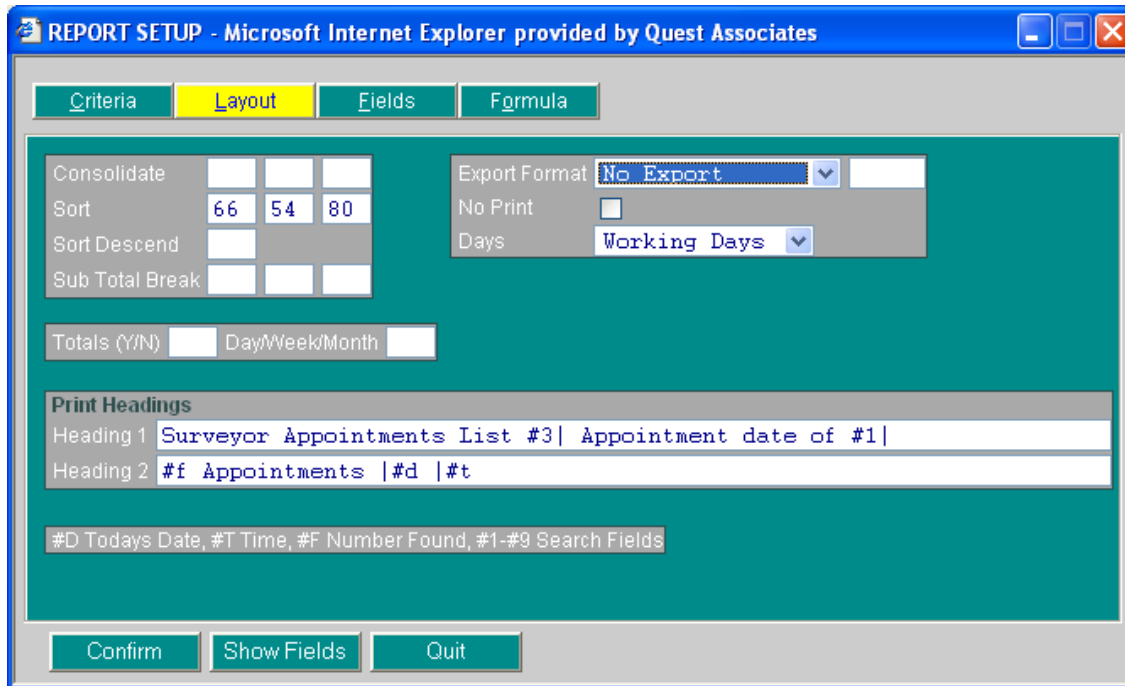 REPORT SETUP - Microsoft Internet Explorer provided by Quest Associates
Criteria Layout Fields Formula
Consolidate
Sort 66 54 80
Sort Descend
Sub Total Break
Export Format No Export
No Print
Days Working Days
Totals (Y/N) Day/Week/Month
Print Headings
Heading 1 Surveyor Appointments List #3| Appointment date of #1|
Heading 2 #f Appointments |#d |#t
#D Todays Date, #T Time, #F Number Found, #1-#9 Search Fields
Confirm Show Fields Quit